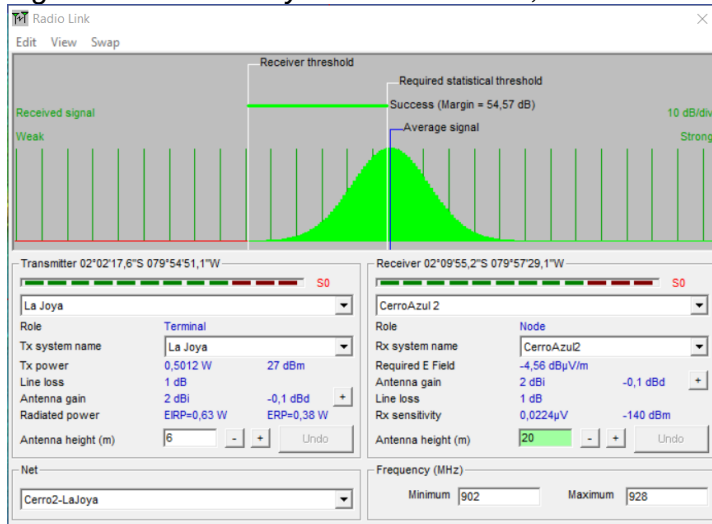 Radio Link
Edit View Swap
Receiver threshold
Required statistical threshold
Success (Margin = 54,57 dB)
Received signal
10 dB/div
Average signal
Weak
Strong
Transmitter 02°02'17,6"S 079°54'51,1"W
S0
La Joya
Role Terminal
Tx system name La Joya
Tx power 0,5012 W 27 dBm
Line loss 1 dB
Antenna gain 2 dBi -0,1 dBd +
Radiated power EIRP=0,63 W ERP=0,38 W
Antenna height (m) 6 - + Undo
Net
Cerro2-LaJoya
Receiver 02°09'55,2"S 079°57'29,1"W
S0
CerroAzul 2
Role Node
Rx system name CerroAzul2
Required E Field -4,56 dBµV/m
Antenna gain 2 dBi -0,1 dBd +
Line loss 1 dB
Rx sensitivity 0,0224µV -140 dBm
Antenna height (m) 20 - + Undo
Frequency (MHz)
Minimum 902 Maximum 928